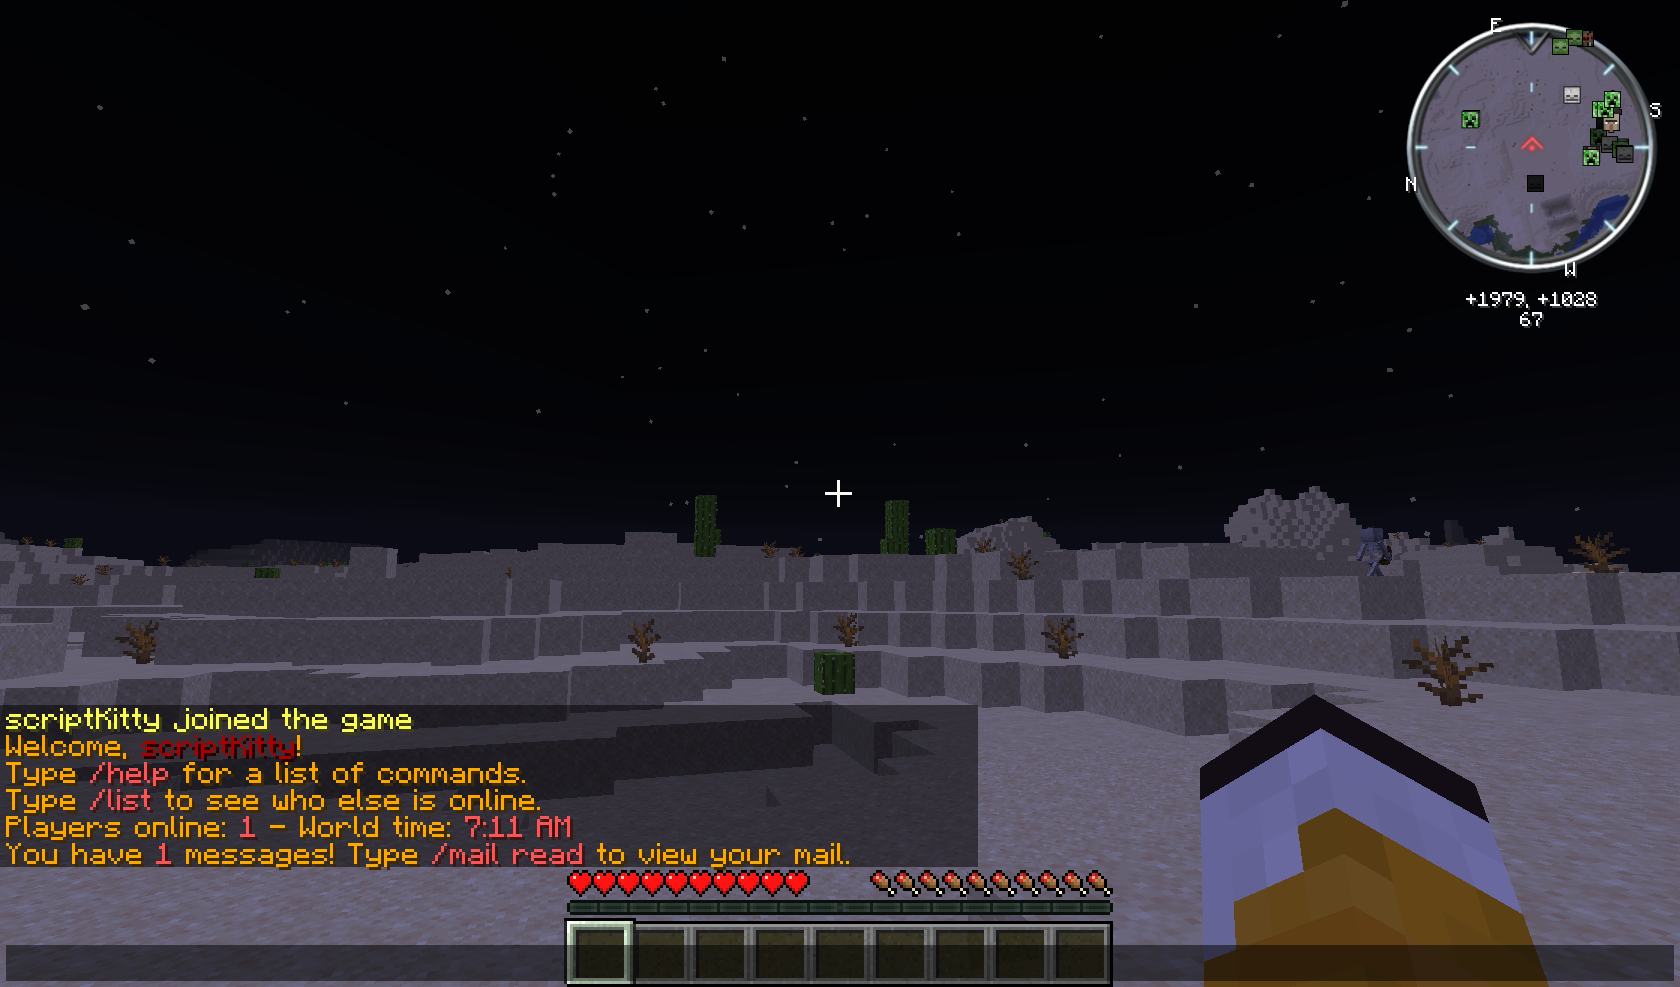 E
S
N
W
+1979, +1028
67
scriptKitty joined the game
Welcome, scriptKitty!
Type /help for a list of commands.
Type /list to see who else is online.
Players online: 1 - World time: 7:11 AM
You have 1 messages! Type /mail read to view your mail.